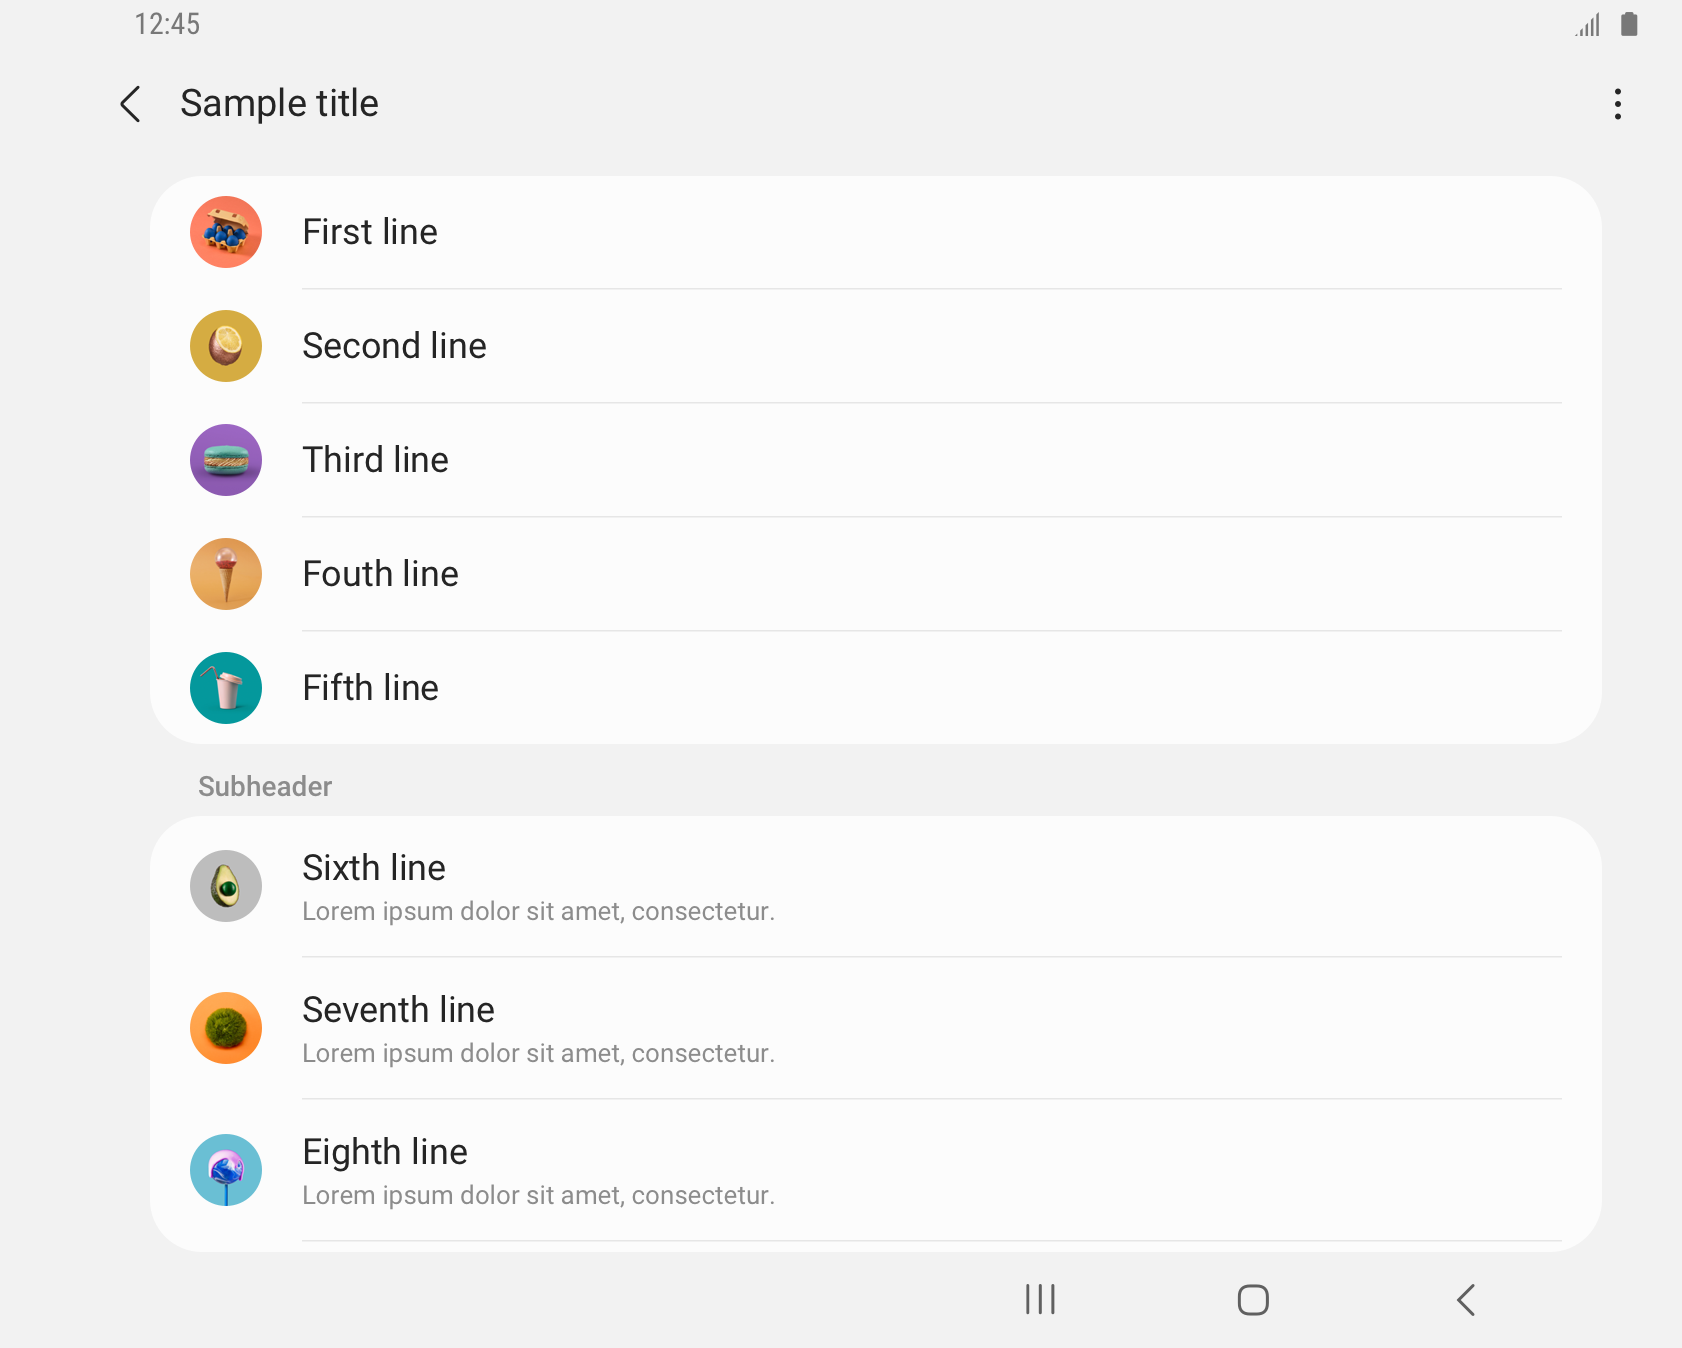 12:45
Sample title
First line
Second line
Third line
Fouth line
Fifth line
Subheader
Sixth line
Lorem ipsum dolor sit amet, consectetur.
Seventh line
Lorem ipsum dolor sit amet, consectetur.
Eighth line
Lorem ipsum dolor sit amet, consectetur.